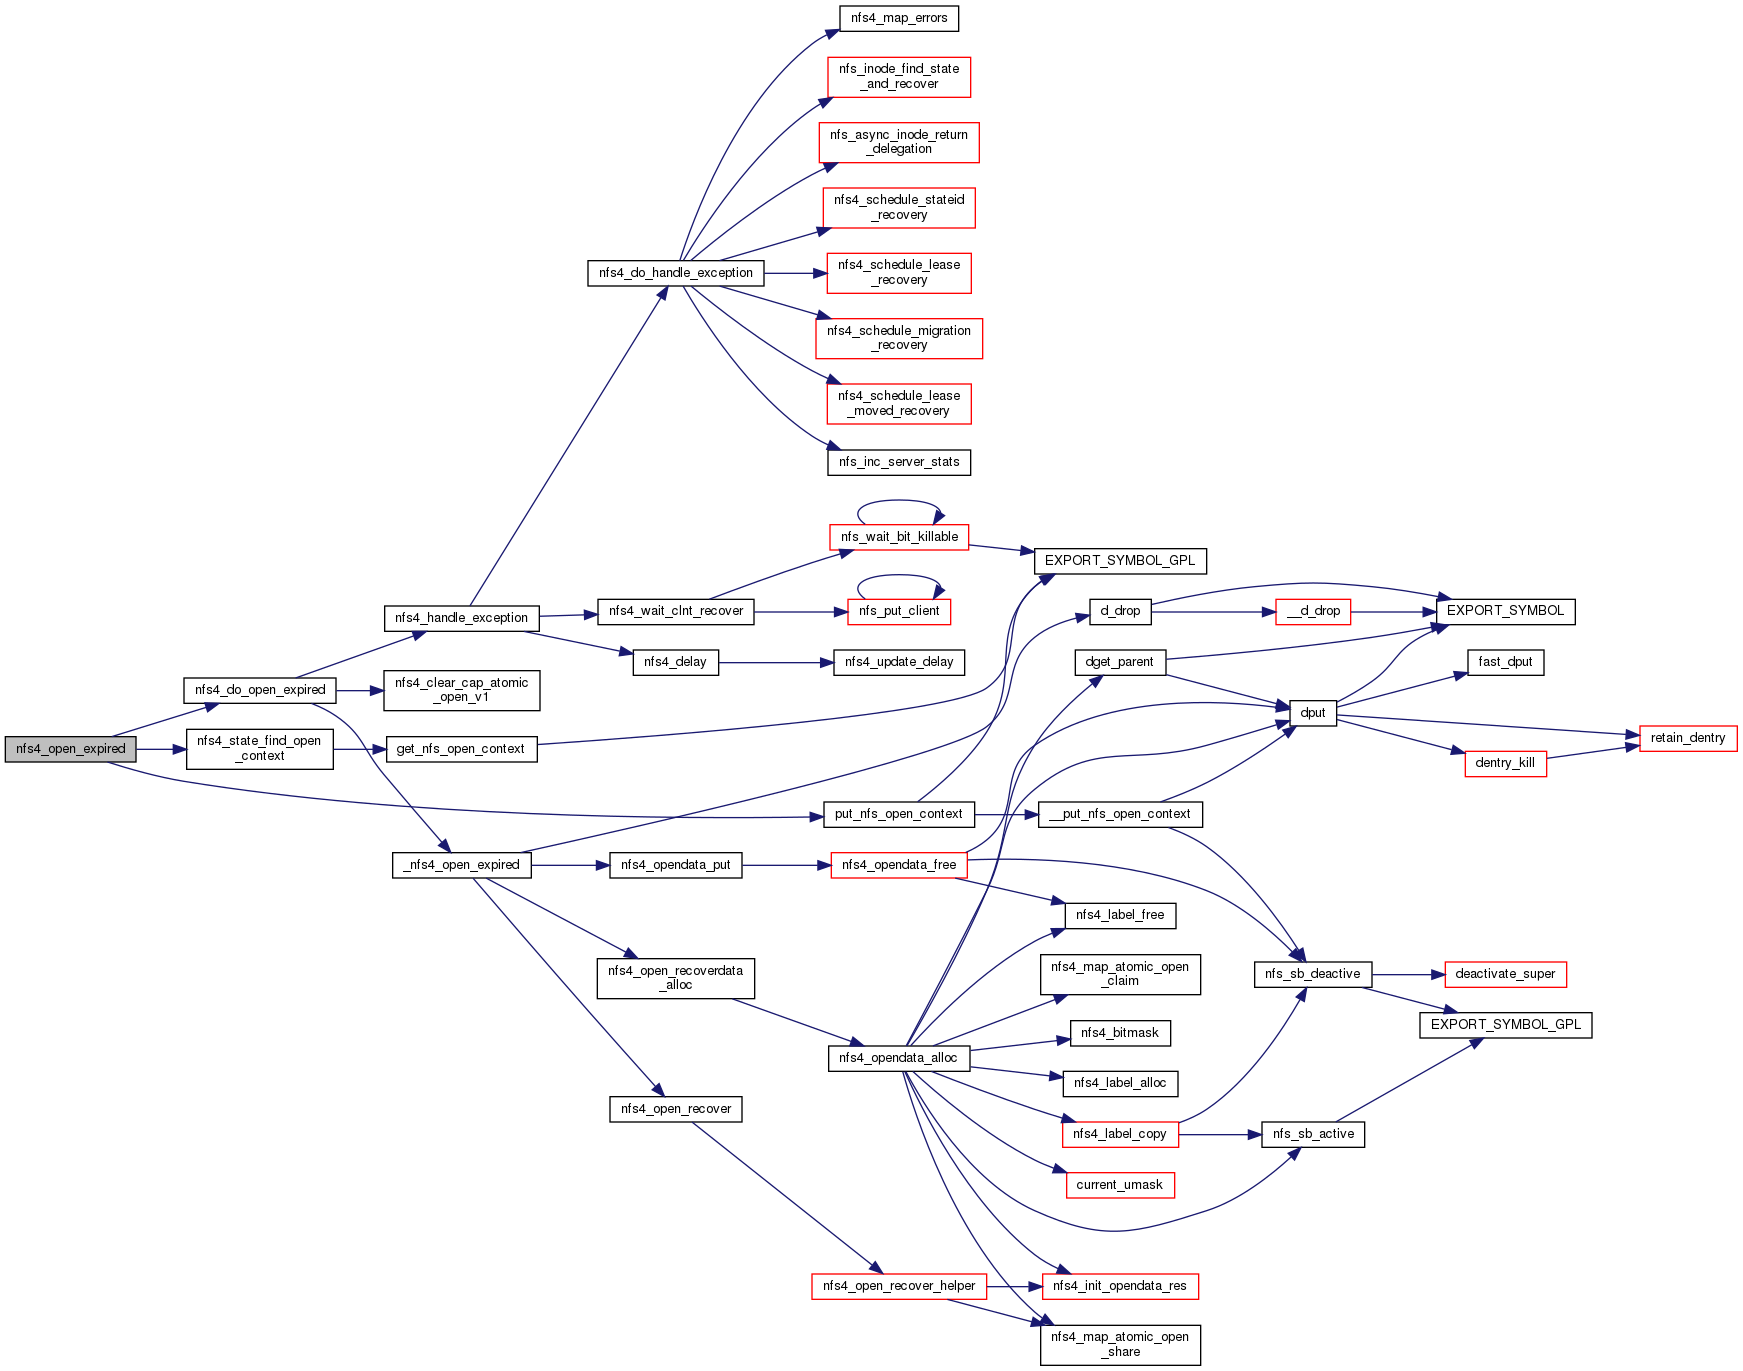 nfs4_map_errors
nfs_inode_find_state
_and_recover
nfs_async_inode_return
_delegation
nfs4_schedule_stateid
_recovery
nfs4_do_handle_exception
nfs4_schedule_lease
_recovery
nfs4_schedule_migration
_recovery
nfs4_schedule_lease
_moved_recovery
nfs_inc_server_stats
nfs_wait_bit_killable
EXPORT_SYMBOL_GPL
nfs4_handle_exception
nfs4_wait_clnt_recover
nfs_put_client
d_drop
__d_drop
EXPORT_SYMBOL
nfs4_delay
nfs4_update_delay
dget_parent
fast_dput
nfs4_do_open_expired
nfs4_clear_cap_atomic
_open_v1
dput
nfs4_open_expired
nfs4_state_find_open
_context
get_nfs_open_context
retain_dentry
dentry_kill
put_nfs_open_context
__put_nfs_open_context
_nfs4_open_expired
nfs4_opendata_put
nfs4_opendata_free
nfs4_label_free
nfs4_open_recoverdata
_alloc
nfs4_map_atomic_open
_claim
nfs_sb_deactive
deactivate_super
EXPORT_SYMBOL_GPL
nfs4_bitmask
nfs4_opendata_alloc
nfs4_label_alloc
nfs4_open_recover
nfs4_label_copy
nfs_sb_active
current_umask
nfs4_open_recover_helper
nfs4_init_opendata_res
nfs4_map_atomic_open
_share